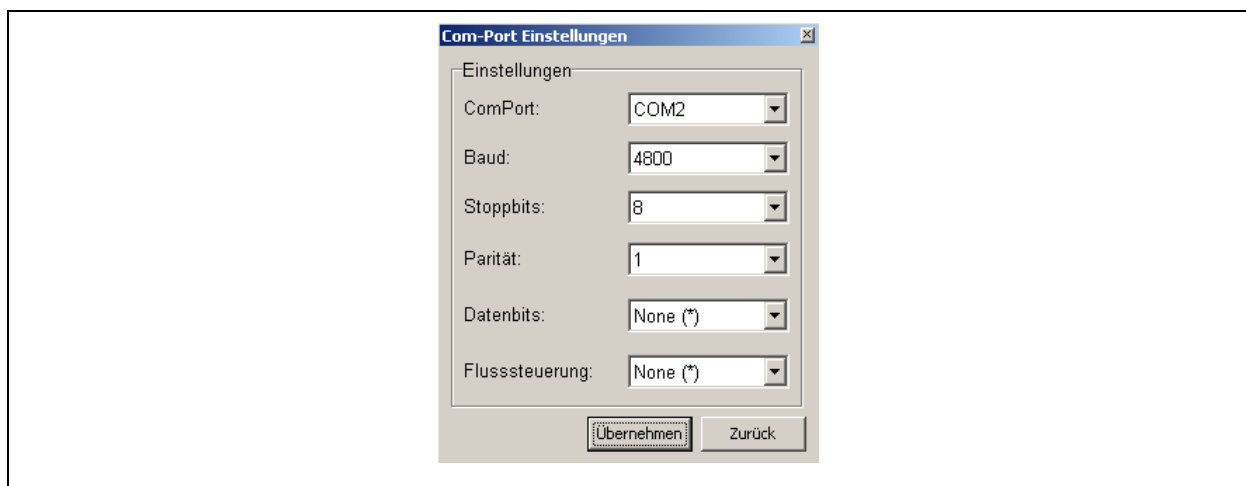 Com-Port Einstellungen
Einstellungen
ComPort: COM2
Baud: 4800
Stoppbits: 8
Parität: 1
Datenbits: None (*)
Flusssteuerung: None (*)
Übernehmen Zurück